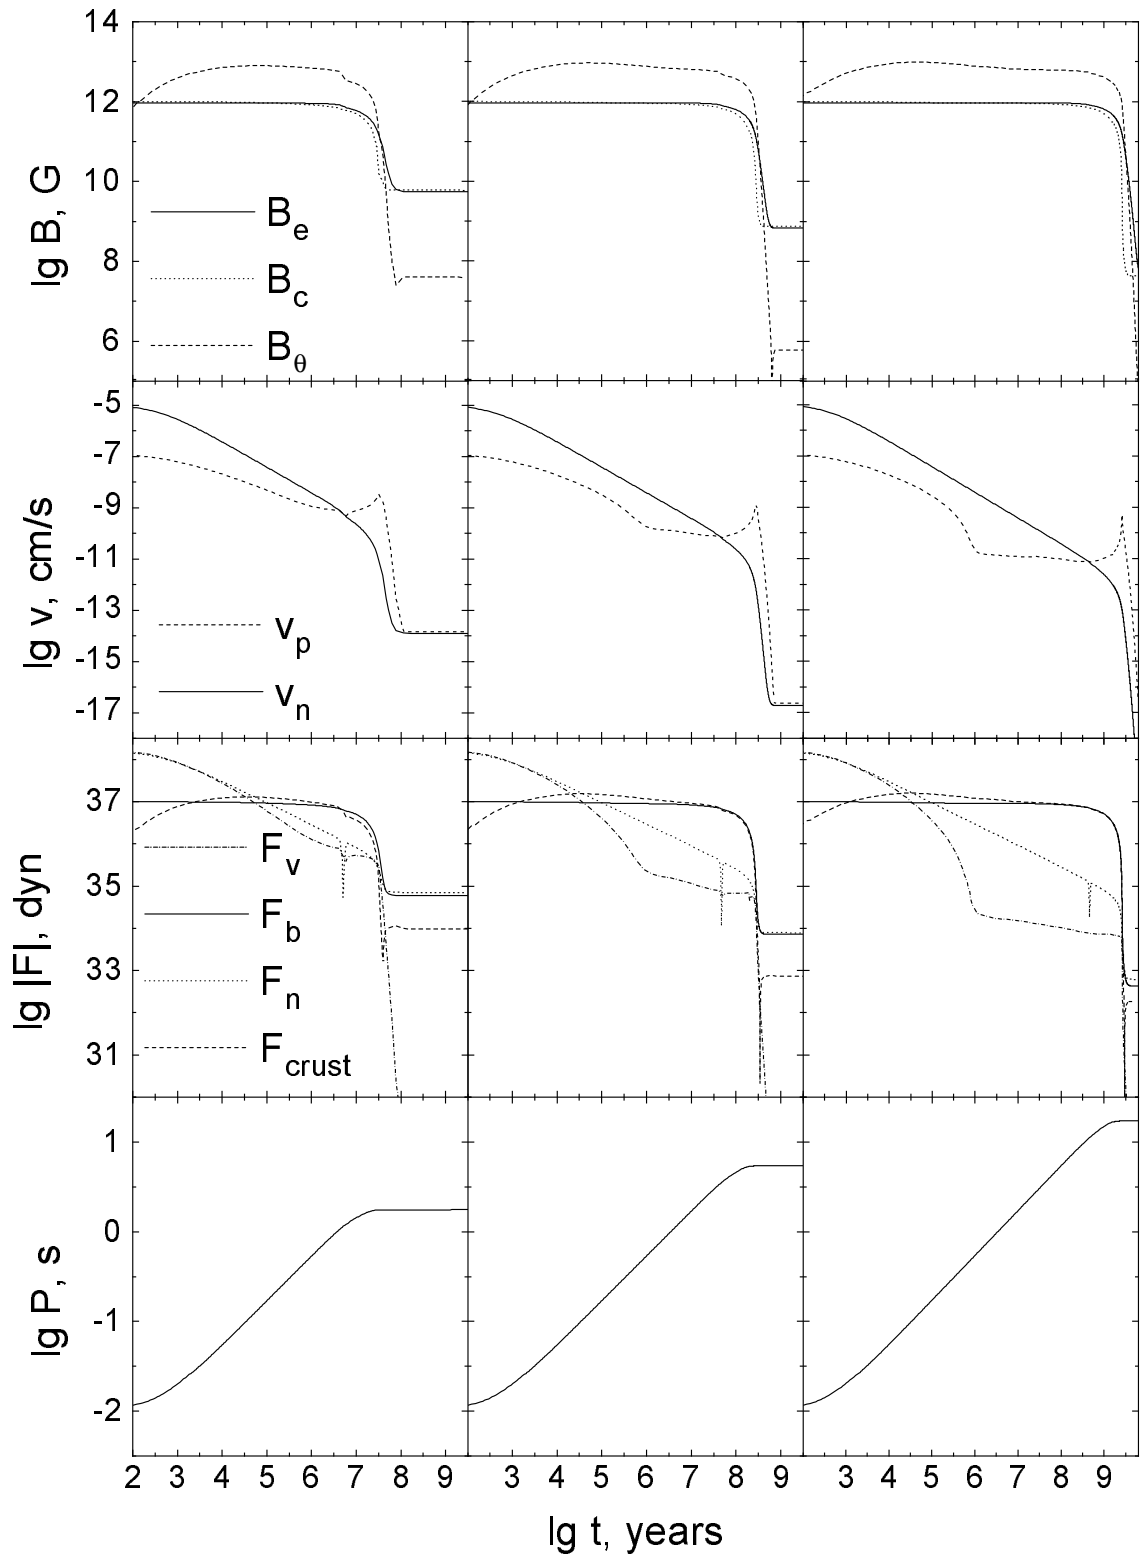 lg B, G
14
12
10
8
6
B_e
B_c
B_θ
lg v, cm/s
-5
-7
-9
-11
-13
-15
-17
v_p
v_n
lg |F|, dyn
37
35
33
31
F_v
F_b
F_n
F_crust
lg P, s
1
0
-1
-2
2 3 4 5 6 7 8 9 3 4 5 6 7 8 9 3 4 5 6 7 8 9
lg t, years